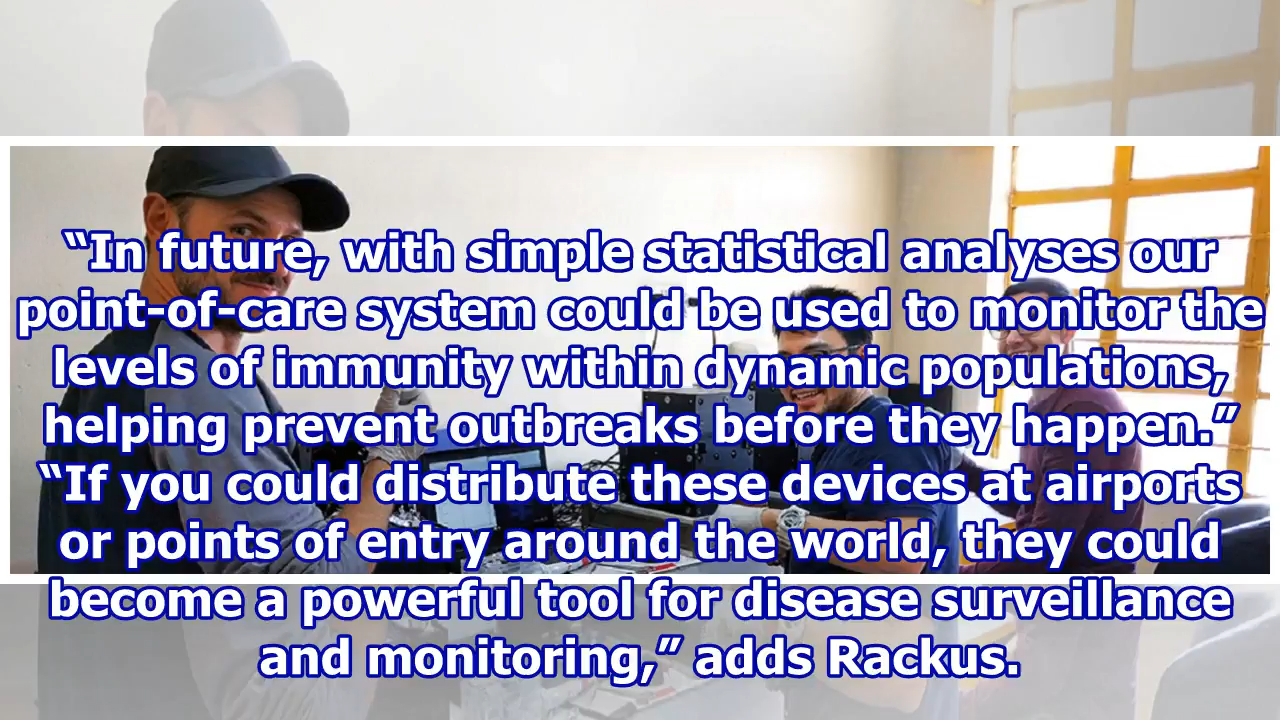 “In future, with simple statistical analyses our
point-of-care system could be used to monitor the
levels of immunity within dynamic populations,
helping prevent outbreaks before they happen.”
“If you could distribute these devices at airports
or points of entry around the world, they could
become a powerful tool for disease surveillance
and monitoring,” adds Rackus.